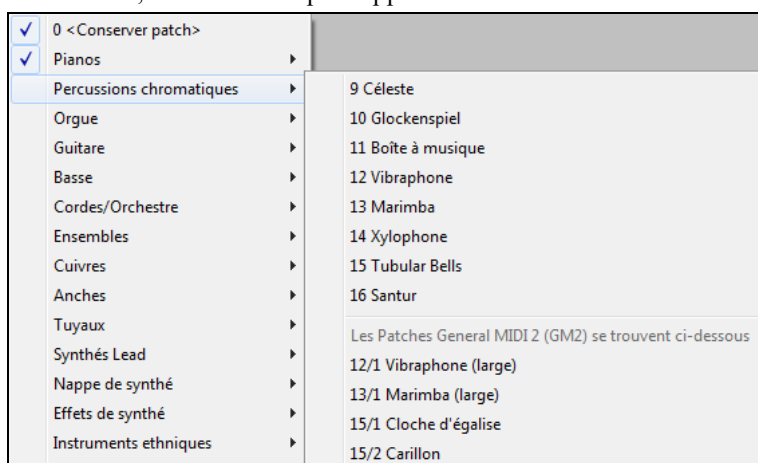 0 <Conserver patch>
Pianos
Percussions chromatiques
Orgue
Guitare
Basse
Cordes/Orchestre
Ensembles
Cuivres
Anches
Tuyaux
Synthés Lead
Nappe de synthé
Effets de synthé
Instruments ethniques
9 Céleste
10 Glockenspiel
11 Boîte à musique
12 Vibraphone
13 Marimba
14 Xylophone
15 Tubular Bells
16 Santur
Les Patches General MIDI 2 (GM2) se trouvent ci-dessous
12/1 Vibraphone (large)
13/1 Marimba (large)
15/1 Cloche d'égalise
15/2 Carillon